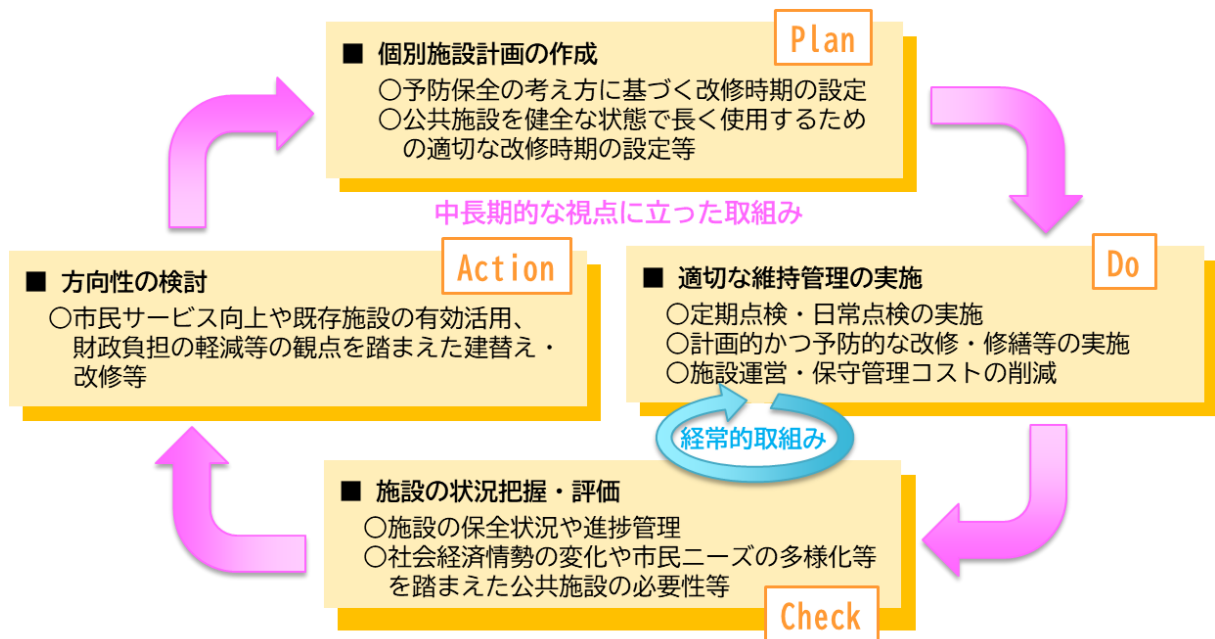 Plan
■ 個別施設計画の作成
○予防保全の考え方に基づく改修時期の設定
○公共施設を健全な状態で長く使用するため
の適切な改修時期の設定等
中長期的な視点に立った取組み
Do
■ 適切な維持管理の実施
○定期点検・日常点検の実施
○計画的かつ予防的な改修・修繕等の実施
○施設運営・保守管理コストの削減
経常的取組み
■ 施設の状況把握・評価
○施設の保全状況や進捗管理
○社会経済情勢の変化や市民ニーズの多様化等
を踏まえた公共施設の必要性等
Check
Action
■ 方向性の検討
○市民サービス向上や既存施設の有効活用、
財政負担の軽減等の観点を踏まえた建替え・
改修等